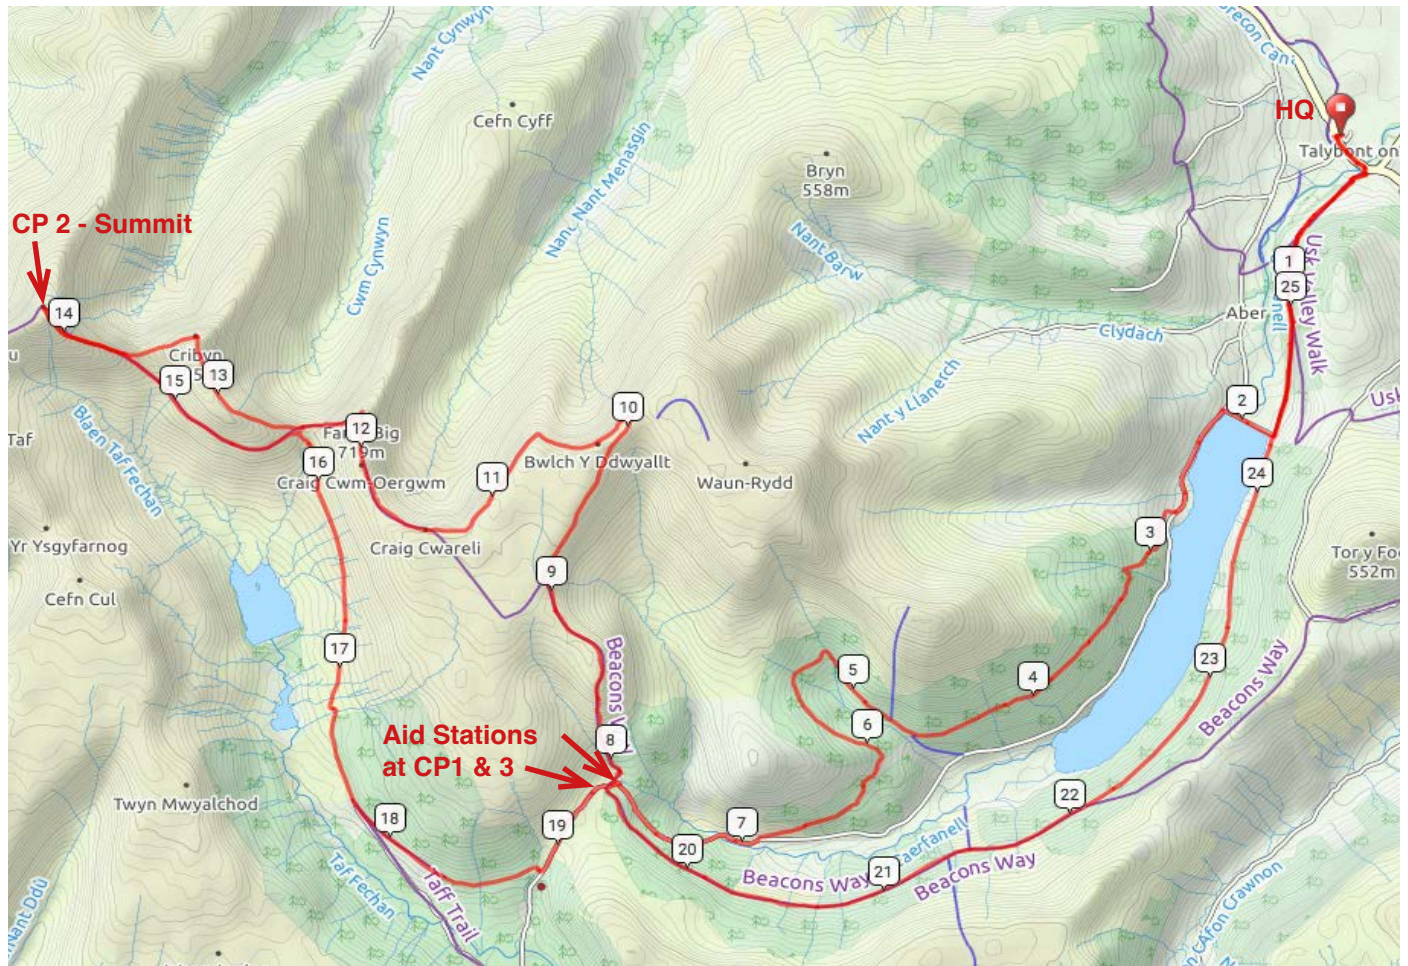 Brecon Cana
Nant Cynwyn
HQ
Cefn Cyff
Talybont on
Bryn
558m
Nant Menasgin
CP 2 - Summit
Nant Barw
Cwm Cynwyn
Usk Valley Walk
1
25
14
Aber
Clydach
Cribyn
u
15
13
Nant y Llanerch
2
10
Usk
Blaen Taf Fechan
Taf
12
Big
719m
16
Bwlch Y Ddwyallt
11
24
Craig Cwm-Oergwm
Waun-Rydd
3
Yr Ysgyfarnog
Craig Cwareli
Tor y Foe
552m
9
Cefn Cul
17
Beacons Way
5
23
4
Beacons Way
6
Aid Stations
at CP1 & 3
8
22
Twyn Mwyalchod
18
19
7
20
Caerfanell
21
Beacons Way
Beacons Way
Taf Fechan
Taff Trail
Nant Ddû
Afon Crawnon